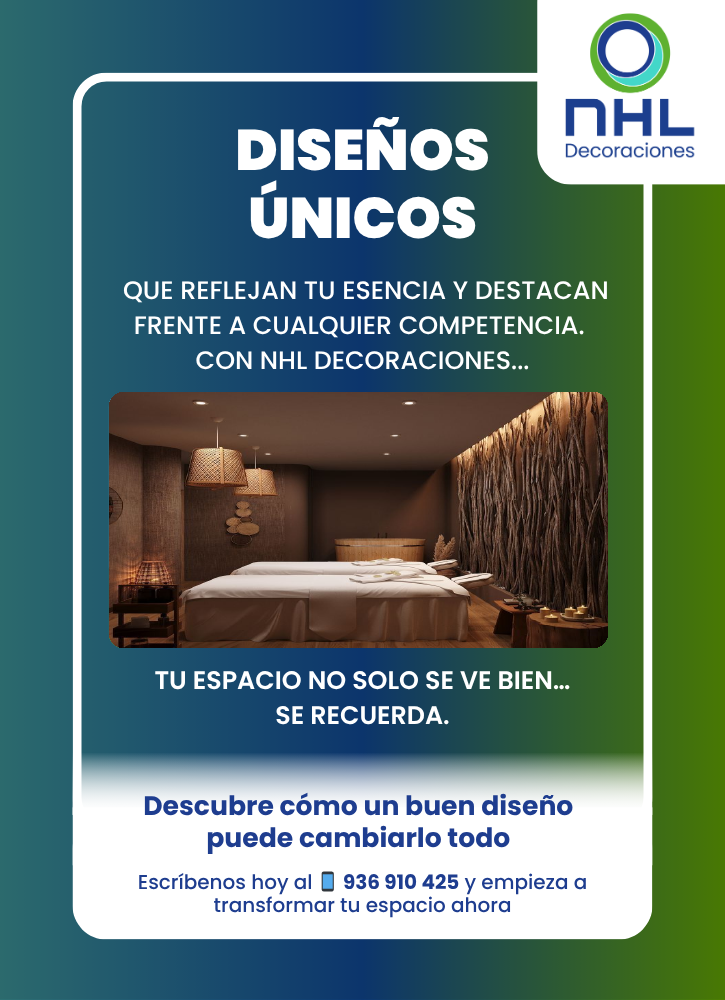 NHL
Decoraciones
DISEÑOS
ÚNICOS
QUE REFLEJAN TU ESENCIA Y DESTACAN
FRENTE A CUALQUIER COMPETENCIA.
CON NHL DECORACIONES...
TU ESPACIO NO SOLO SE VE BIEN...
SE RECUERDA.
Descubre cómo un buen diseño
puede cambiarlo todo
Escríbenos hoy al 📱 936 910 425 y empieza a
transformar tu espacio ahora